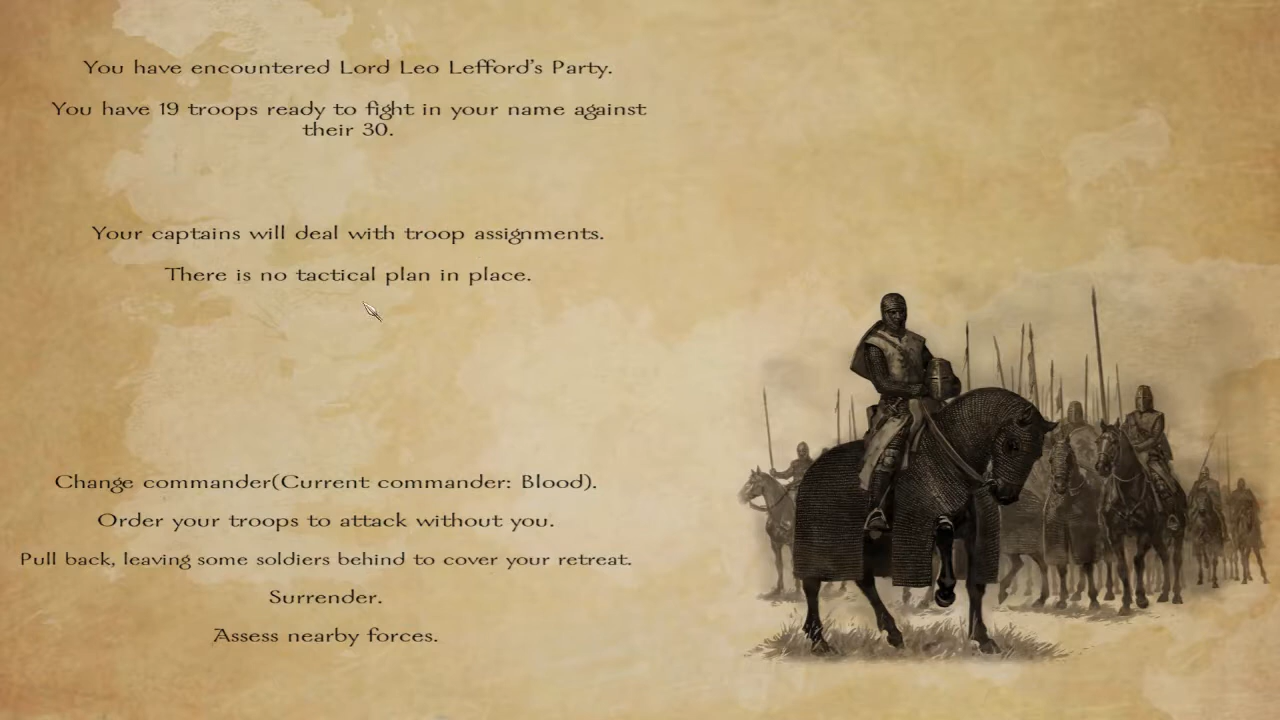 You have encountered Lord Leo Lefford's Party.
You have 19 troops ready to fight in your name against
their 30.
Your captains will deal with troop assignments.
There is no tactical plan in place.
Change commander(Current commander: Blood).
Order your troops to attack without you.
Pull back, leaving some soldiers behind to cover your retreat.
Surrender.
Assess nearby forces.